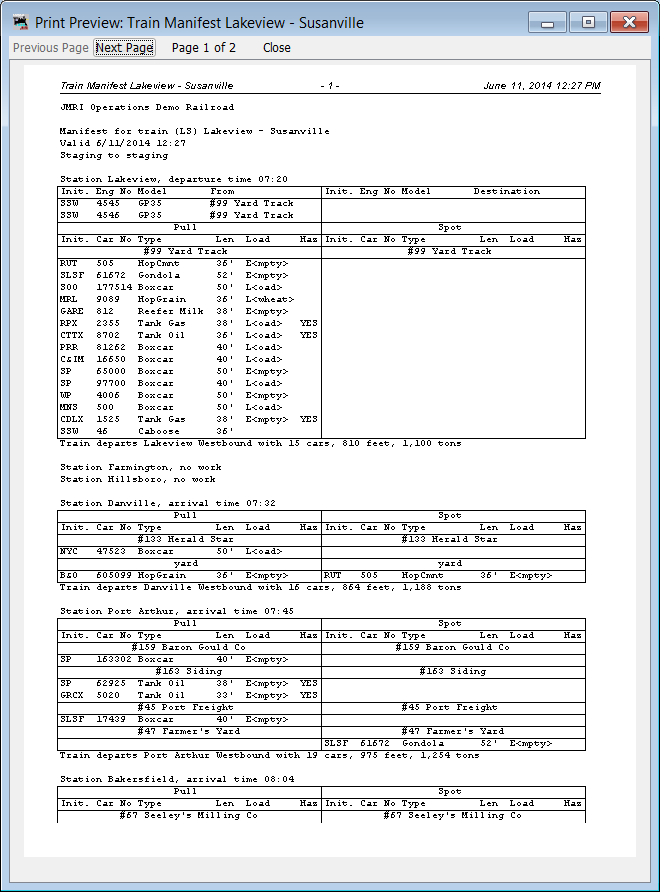 Print Preview: Train Manifest Lakeview - Susanville
Previous Page Next Page Page 1 of 2 Close
Train Manifest Lakeview - Susanville - 1 - June 11, 2014 12:27 PM
JMRI Operations Demo Railroad
Manifest for train (LS) Lakeview - Susanville
Valid 6/11/2014 12:27
Staging to staging
Station Lakeview, departure time 07:20
Init. Eng No Model From Init. Eng No Model Destination
SSW 4545 GP35 #99 Yard Track
SSW 4546 GP35 #99 Yard Track
Pull Spot
Init. Car No Type Len Load Haz Init. Car No Type Len Load Haz
#99 Yard Track #99 Yard Track
RUT 505 HopCmnt 36' E<empty>
SLSF 61672 Gondola 52' E<empty>
SOO 177514 Boxcar 50' L<oad>
MRL 9089 HopGrain 36' L<wheat>
GARE 812 Reefer Milk 38' E<empty>
RPX 2355 Tank Gas 38' L<oad> YES
CTTX 8702 Tank Oil 36' L<oad> YES
PRR 81262 Boxcar 40' L<oad>
C&IM 16650 Boxcar 40' L<oad>
SP 65000 Boxcar 50' E<mpty>
SP 97700 Boxcar 40' L<oad>
WP 4006 Boxcar 50' E<mpty>
MNS 500 Boxcar 50' L<oad>
CDLX 1525 Tank Gas 38' E<mpty> YES
SSW 46 Caboose 36'
Train departs Lakeview Westbound with 15 cars, 810 feet, 1,100 tons
Station Farmington, no work
Station Hillsboro, no work
Station Danville, arrival time 07:32
Pull Spot
Init. Car No Type Len Load Haz Init. Car No Type Len Load Haz
#133 Herald Star #133 Herald Star
NYC 47523 Boxcar 50' L<oad>
yard yard
B&O 605099 HopGrain 36' E<mpty> RUT 505 HopCmnt 36' E<mpty>
Train departs Danville Westbound with 16 cars, 864 feet, 1,188 tons
Station Port Arthur, arrival time 07:45
Pull Spot
Init. Car No Type Len Load Haz Init. Car No Type Len Load Haz
#159 Baron Gould Co #159 Baron Gould Co
SP 163302 Boxcar 40' E<mpty>
#163 Siding #163 Siding
SP 62925 Tank Oil 38' E<mpty> YES
GRCX 5020 Tank Oil 33' E<mpty> YES
#45 Port Freight #45 Port Freight
SLSF 17439 Boxcar 40' E<mpty>
#47 Farmer's Yard #47 Farmer's Yard
SLSF 61672 Gondola 52' E<mpty>
Train departs Port Arthur Westbound with 19 cars, 975 feet, 1,254 tons
Station Bakersfield, arrival time 08:04
Pull Spot
Init. Car No Type Len Load Haz Init. Car No Type Len Load Haz
#67 Seeley's Milling Co #67 Seeley's Milling Co